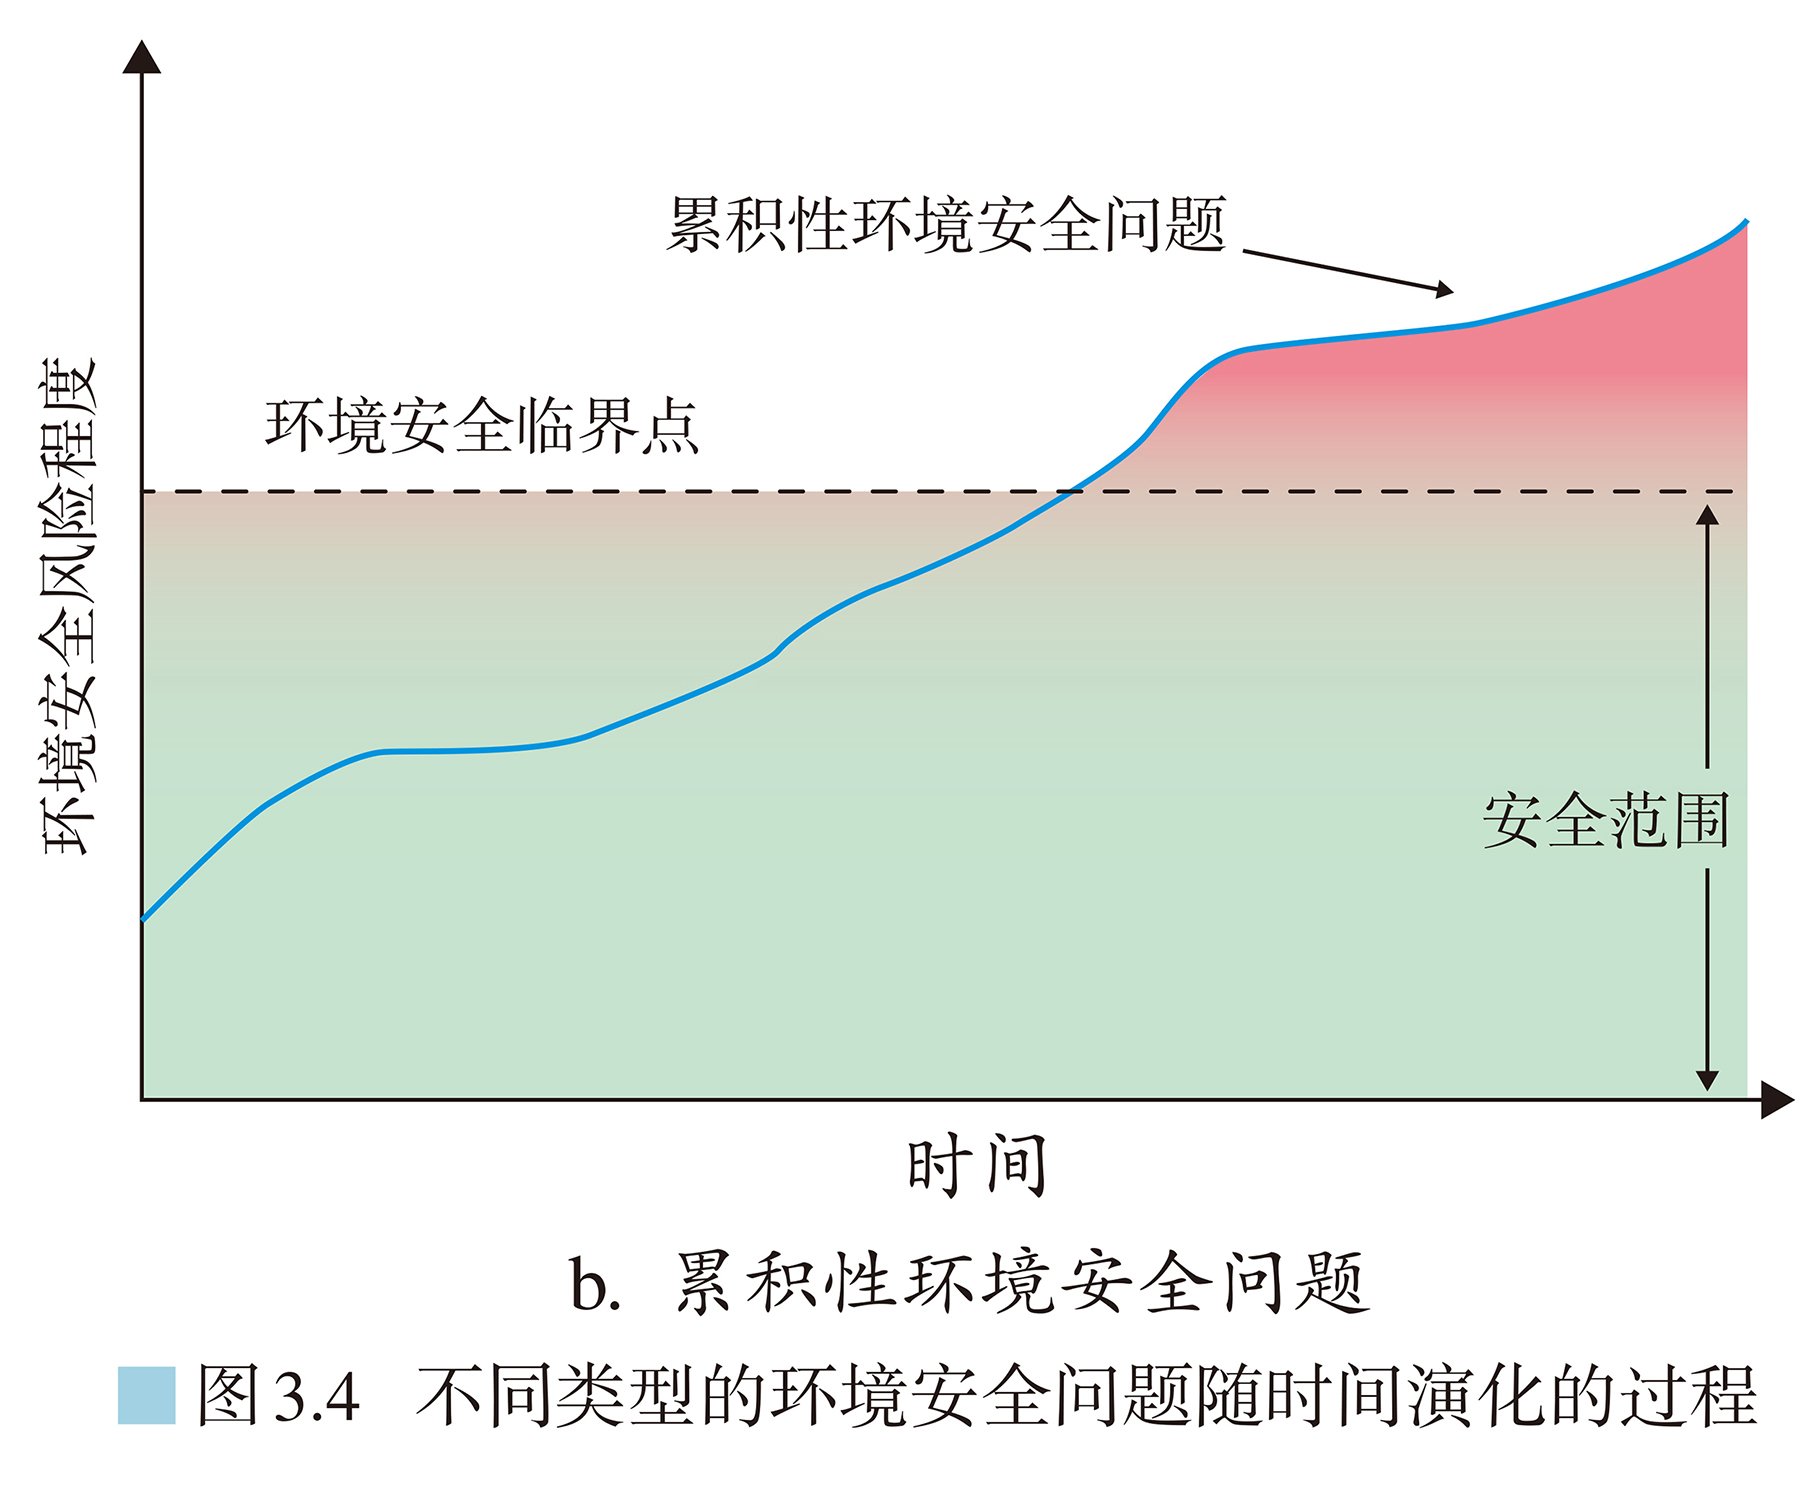 累积性环境安全问题
环境安全临界点
环境安全风险程度
安全范围
时间
b. 累积性环境安全问题
图3.4 不同类型的环境安全问题随时间演化的过程